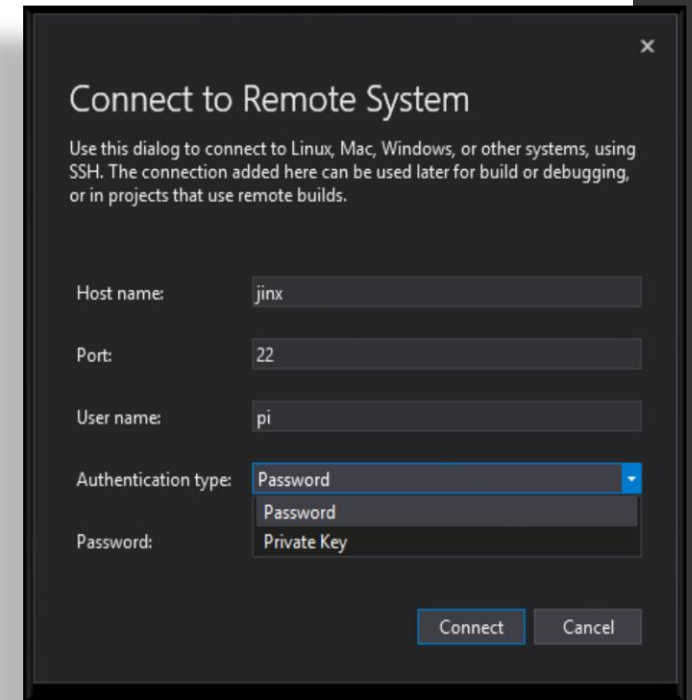 Connect to Remote System
Use this dialog to connect to Linux, Mac, Windows, or other systems, using
SSH. The connection added here can be used later for build or debugging,
or in projects that use remote builds.
Host name: jinx
Port: 22
User name: pi
Authentication type: Password
Password
Password: Private Key
Connect Cancel